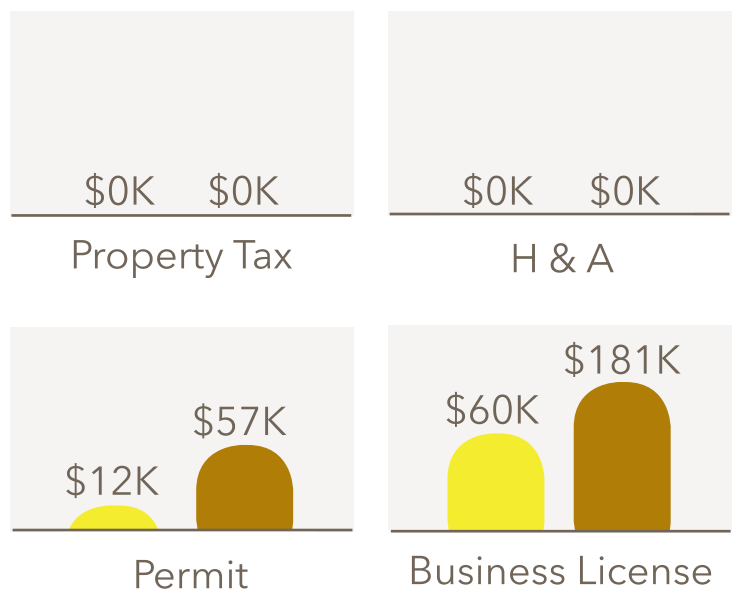 $0K $0K
Property Tax
$0K $0K
H & A
$12K $57K
Permit
$60K $181K
Business License